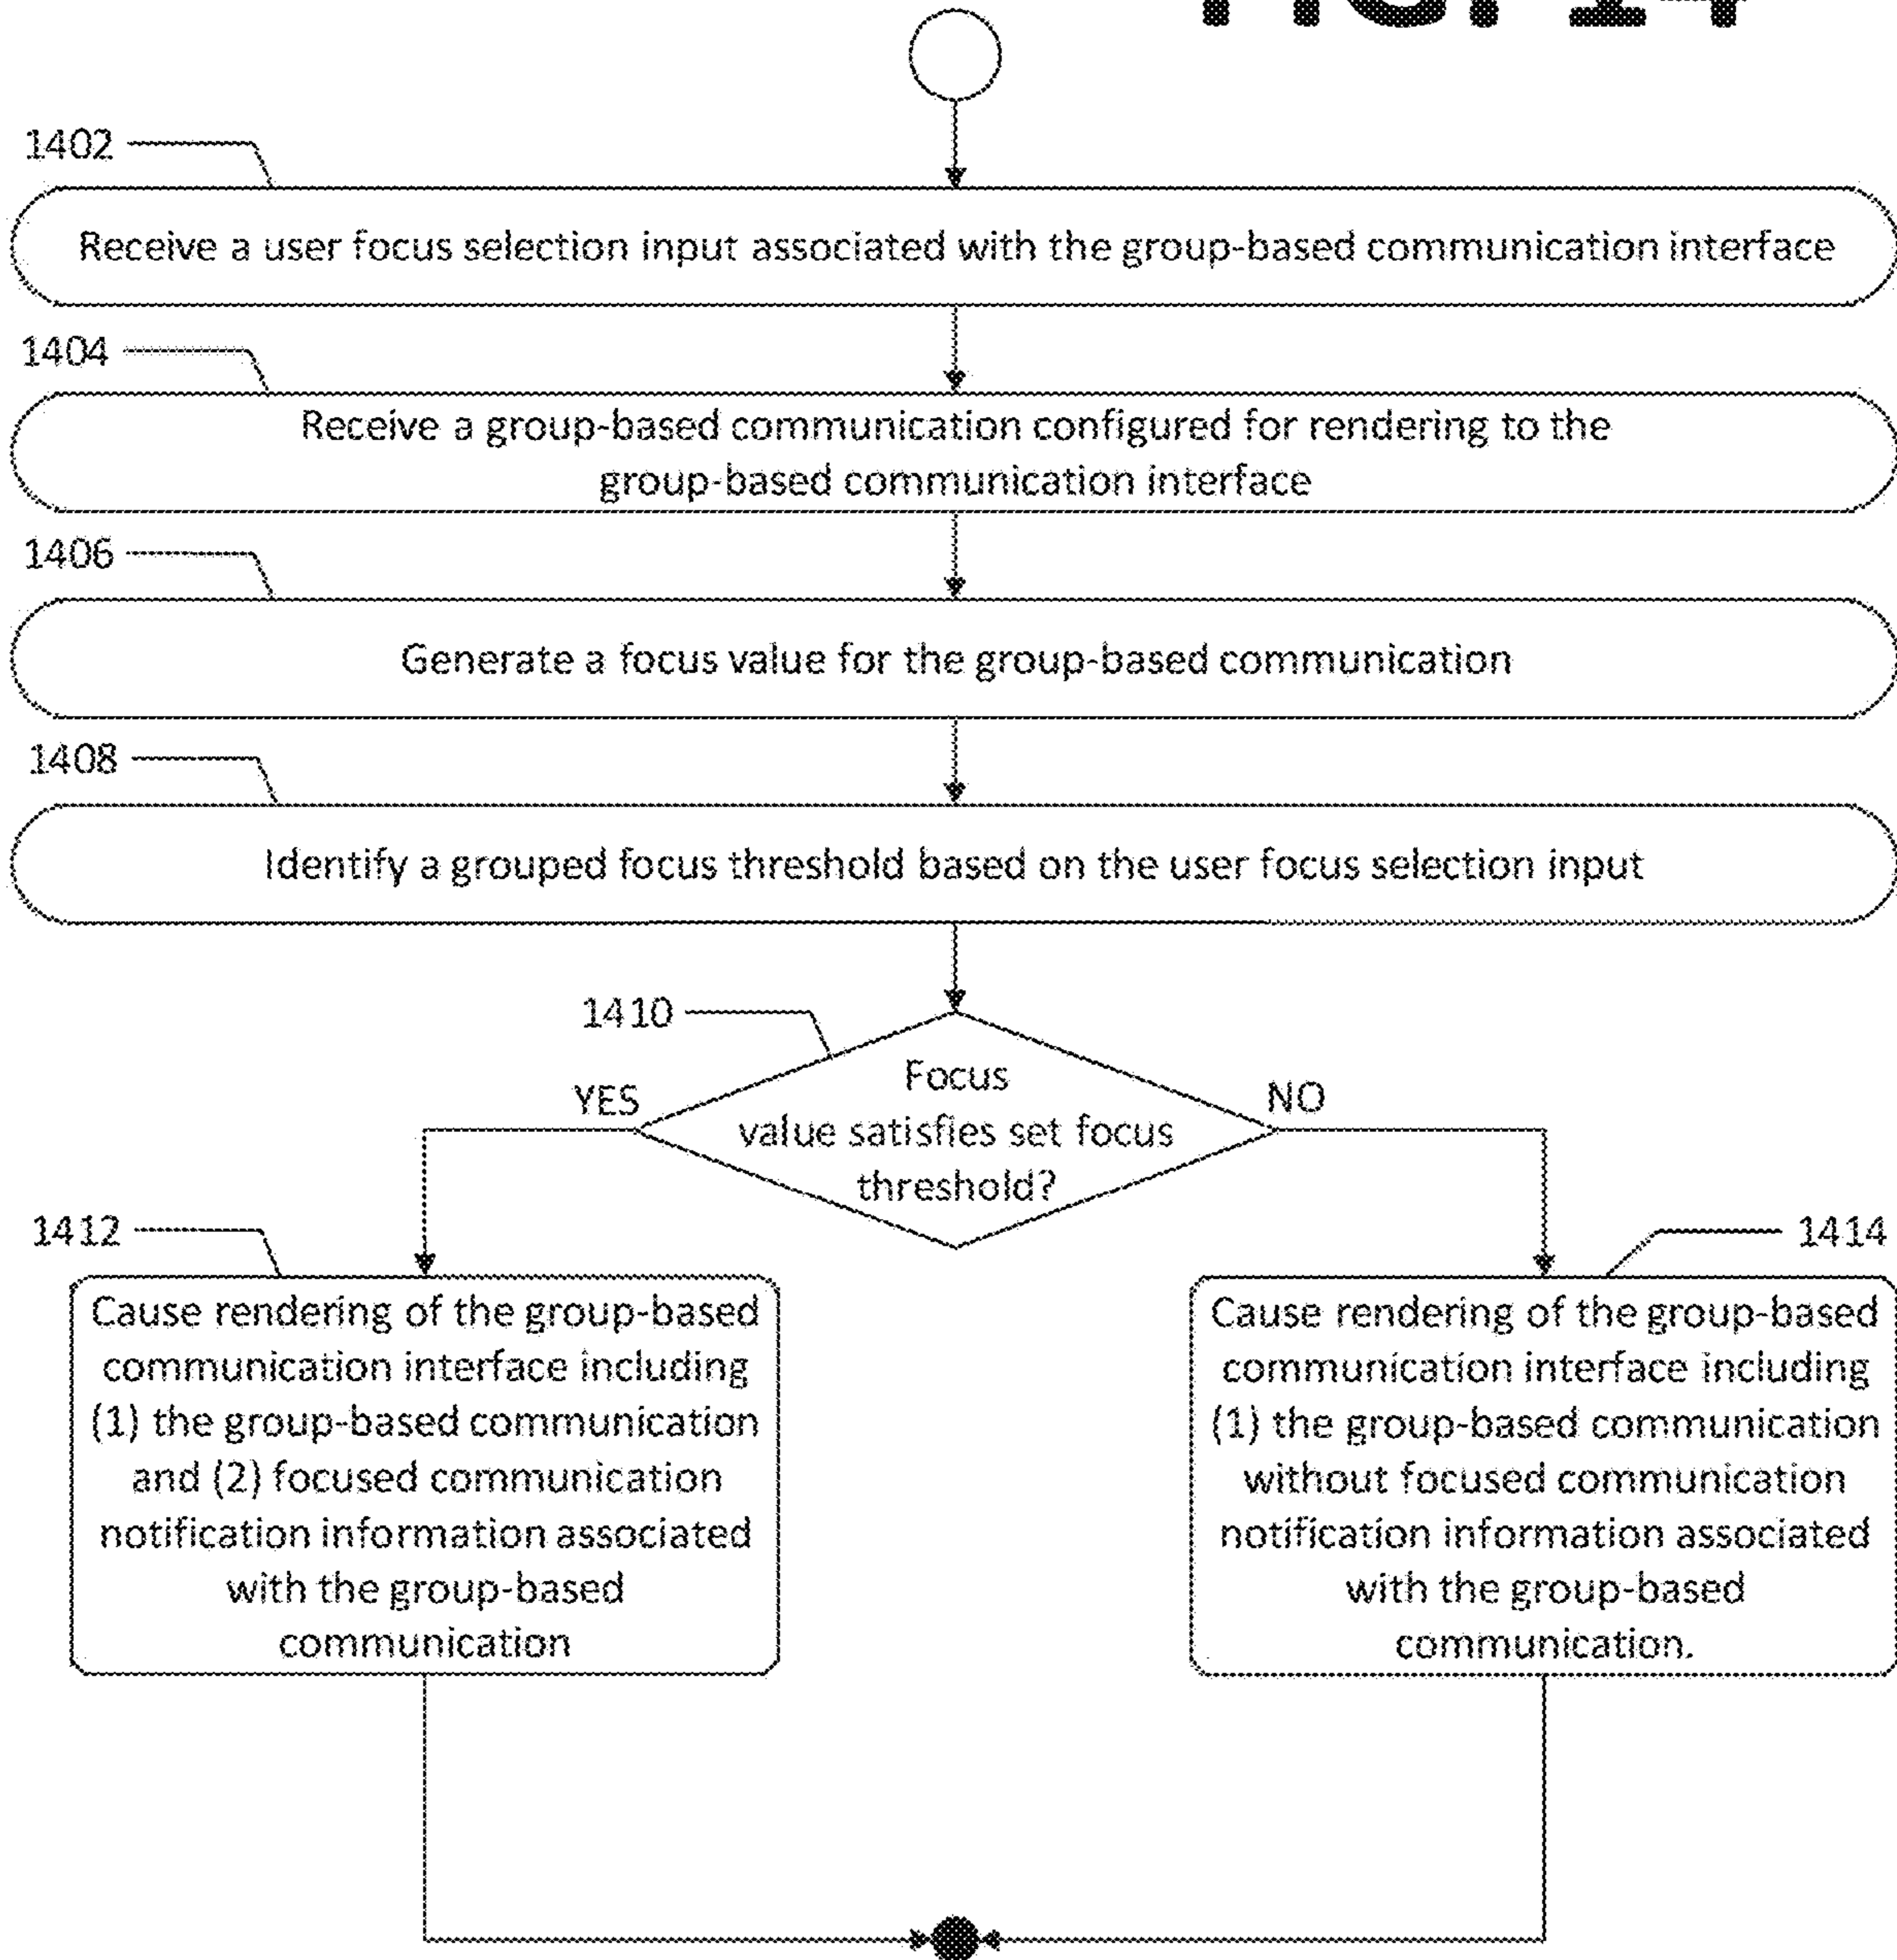 FIG. 14
1402
Receive a user focus selection input associated with the group-based communication interface
1404
Receive a group-based communication configured for rendering to the
group-based communication interface
1406
Generate a focus value for the group-based communication
1408
Identify a grouped focus threshold based on the user focus selection input
1410
Focus
value satisfies set focus
threshold?
YES
NO
1412
Cause rendering of the group-based
communication interface including
(1) the group-based communication
and (2) focused communication
notification information associated
with the group-based
communication
1414
Cause rendering of the group-based
communication interface including
(1) the group-based communication
without focused communication
notification information associated
with the group-based
communication.